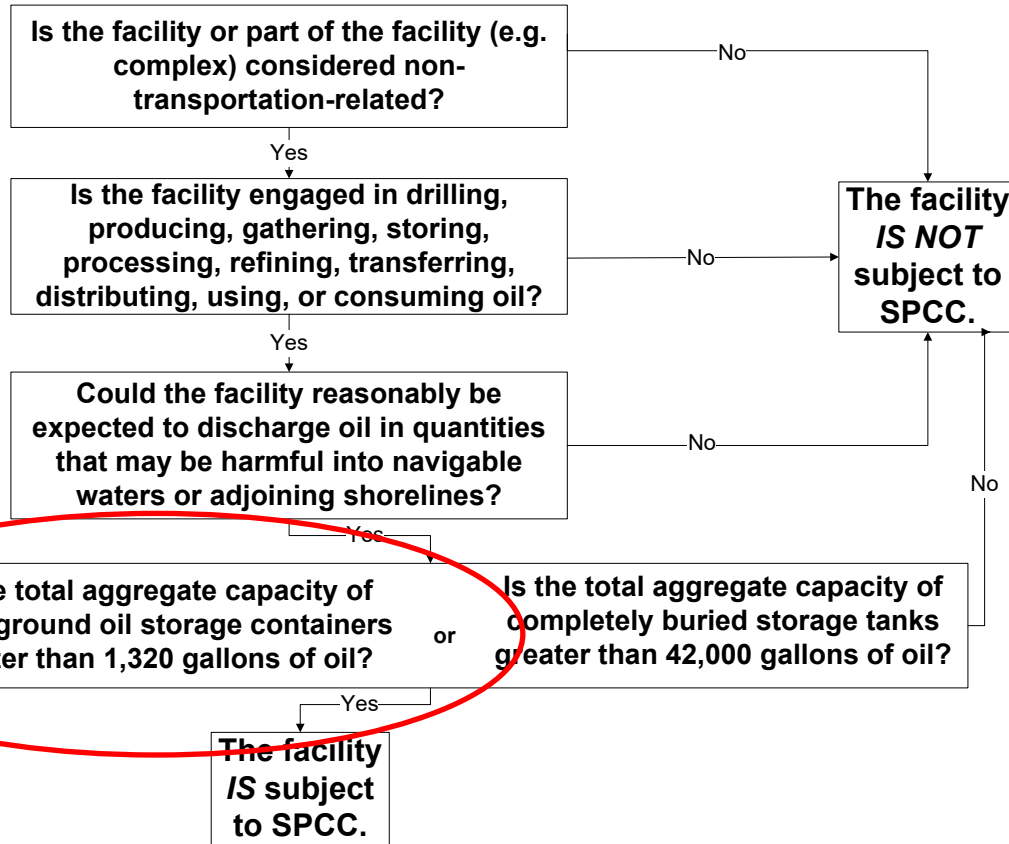 Is the facility or part of the facility (e.g.
complex) considered non-
transportation-related?
No
Yes
Is the facility engaged in drilling,
producing, gathering, storing,
processing, refining, transferring,
distributing, using, or consuming oil?
No
The facility
IS NOT
subject to
SPCC.
Yes
Could the facility reasonably be
expected to discharge oil in quantities
that may be harmful into navigable
waters or adjoining shorelines?
No
No
Yes
total aggregate capacity of
ground oil storage containers
than 1,320 gallons of oil?
or
Is the total aggregate capacity of
completely buried storage tanks
greater than 42,000 gallons of oil?
Yes
The facility
IS subject
to SPCC.